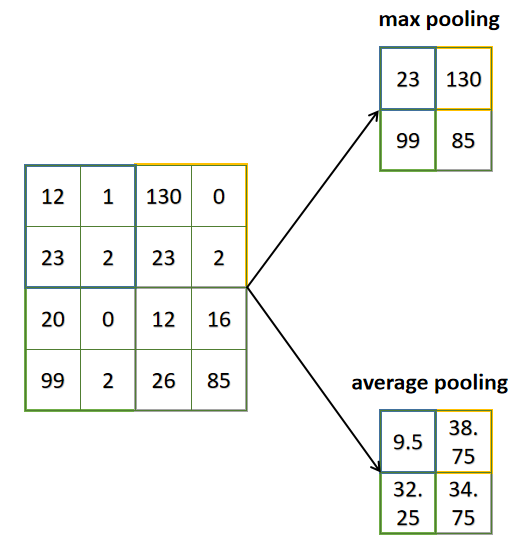 max pooling
23 130
99 85
12 1 130 0
23 2 23 2
20 0 12 16
99 2 26 85
average pooling
9.5 38.
75
32. 34.
25 75